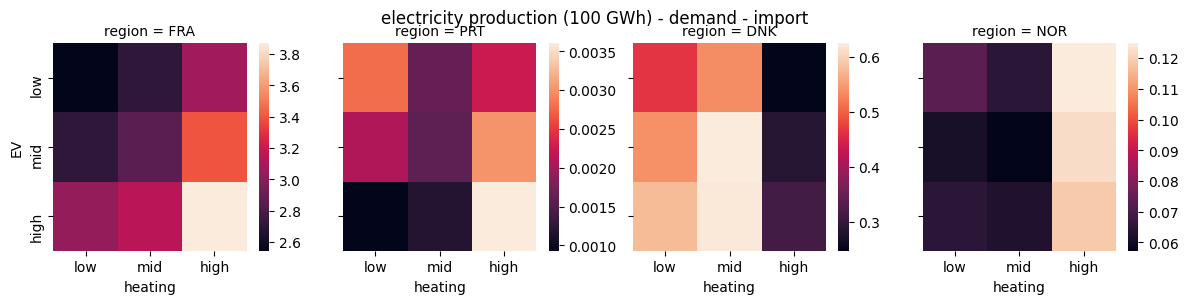 electricity production (100 GWh) - demand - import
region = FRA
region = PRT
region = DNK
region = NOR
EV
low
mid
high
low mid high
heating
3.8
3.6
3.4
3.2
3.0
2.8
2.6
low mid high
heating
0.0035
0.0030
0.0025
0.0020
0.0015
0.0010
low mid high
heating
0.6
0.5
0.4
0.3
low mid high
heating
0.12
0.11
0.10
0.09
0.08
0.07
0.06